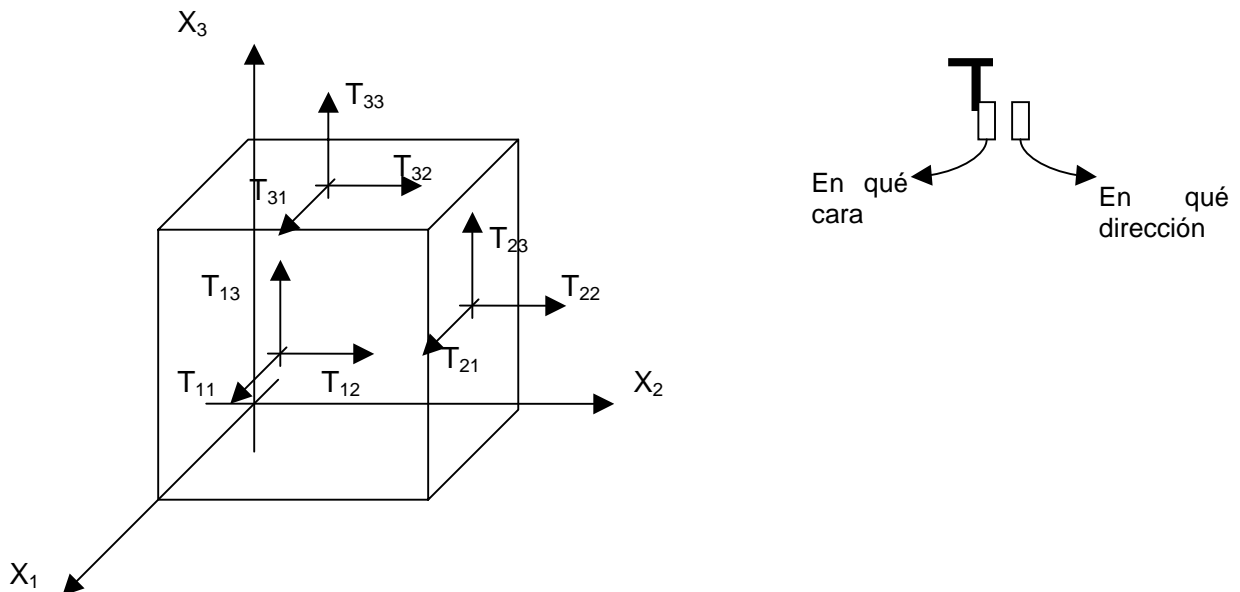 X₃
T₃₃
T₃₂
T₃₁
T₂₃
T₁₃
T₂₂
T₂₁
T₁₁
T₁₂
X₂
X₁
T
En qué
cara
En qué
dirección